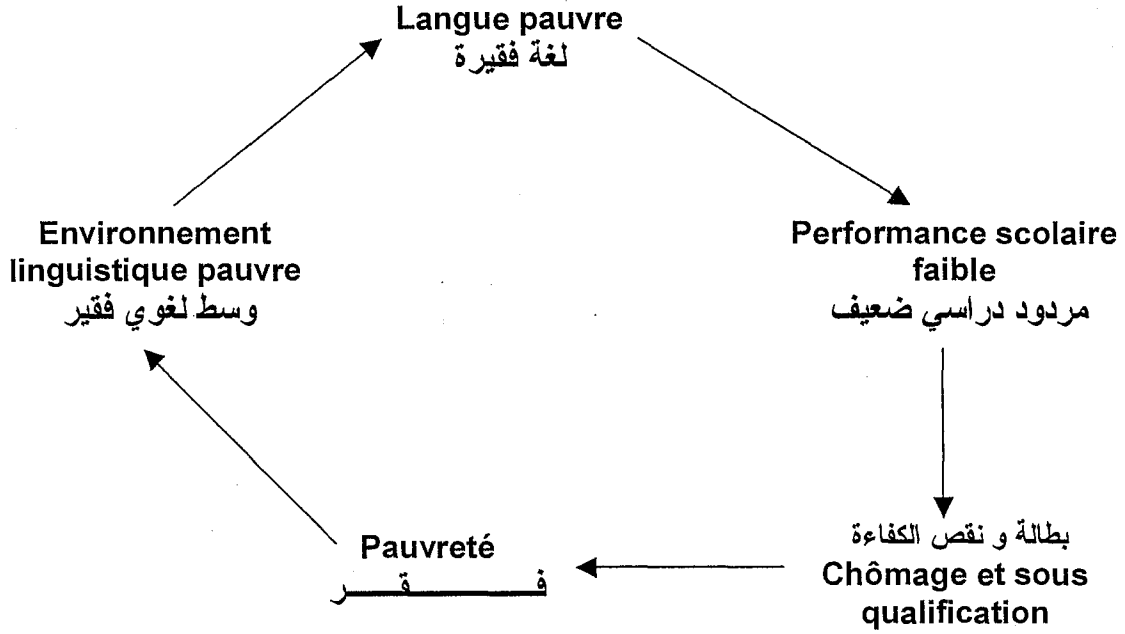 Langue pauvre
لغة فقيرة
Environnement
linguistique pauvre
وسط لغوي فقير
Performance scolaire
faible
مردود دراسي ضعيف
بطالة و نقص الكفاءة
Chômage et sous
qualification
Pauvreté
فـــــقـــــر